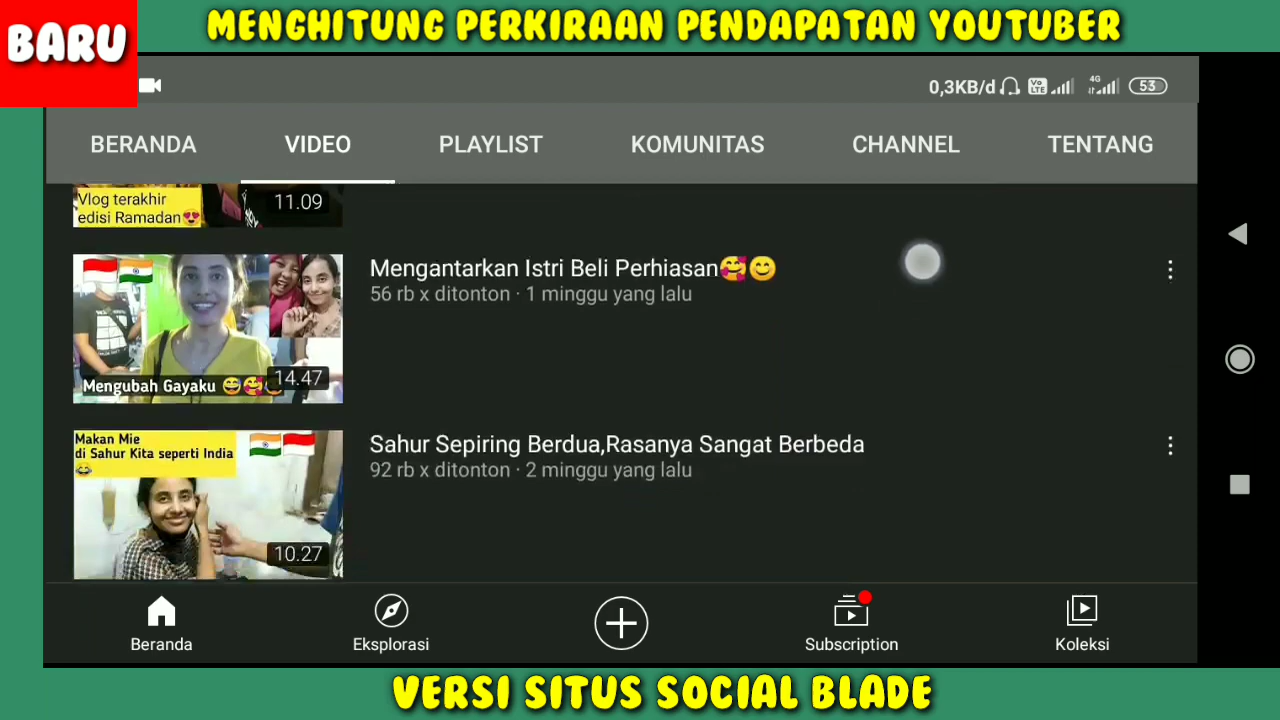 BARU
MENGHITUNG PERKIRAAN PENDAPATAN YOUTUBER
0,3KB/d
Vo
LTE
4G
53
BERANDA
VIDEO
PLAYLIST
KOMUNITAS
CHANNEL
TENTANG
Vlog terakhir
edisi Ramadan😍
11.09
Mengantarkan Istri Beli Perhiasan🥰😊
56 rb x ditonton · 1 minggu yang lalu
Mengubah Gayaku 😅🥰
14.47
Makan Mie
di Sahur Kita seperti India
😂
Sahur Sepiring Berdua,Rasanya Sangat Berbeda
92 rb x ditonton · 2 minggu yang lalu
10.27
Beranda
Eksplorasi
Subscription
Koleksi
VERSI SITUS SOCIAL BLADE